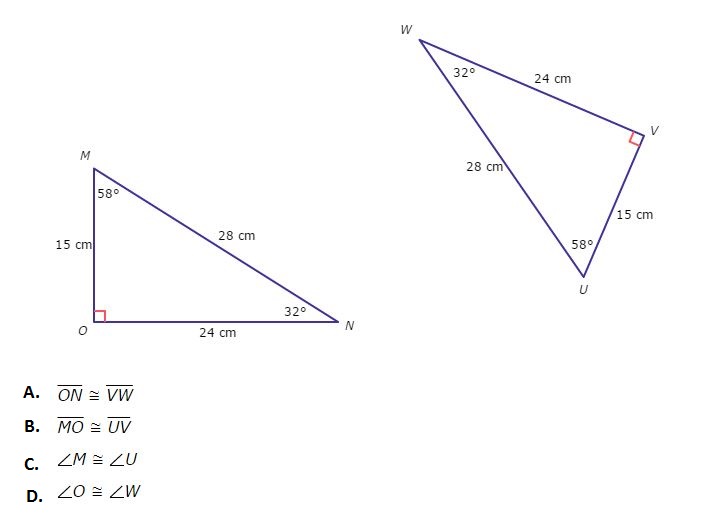 W
32°
24 cm
V
28 cm
15 cm
58°
U
M
58°
15 cm
28 cm
32°
O
24 cm
N
A. ON ≅ VW
B. MO ≅ UV
C. ∠M ≅ ∠U
D. ∠O ≅ ∠W